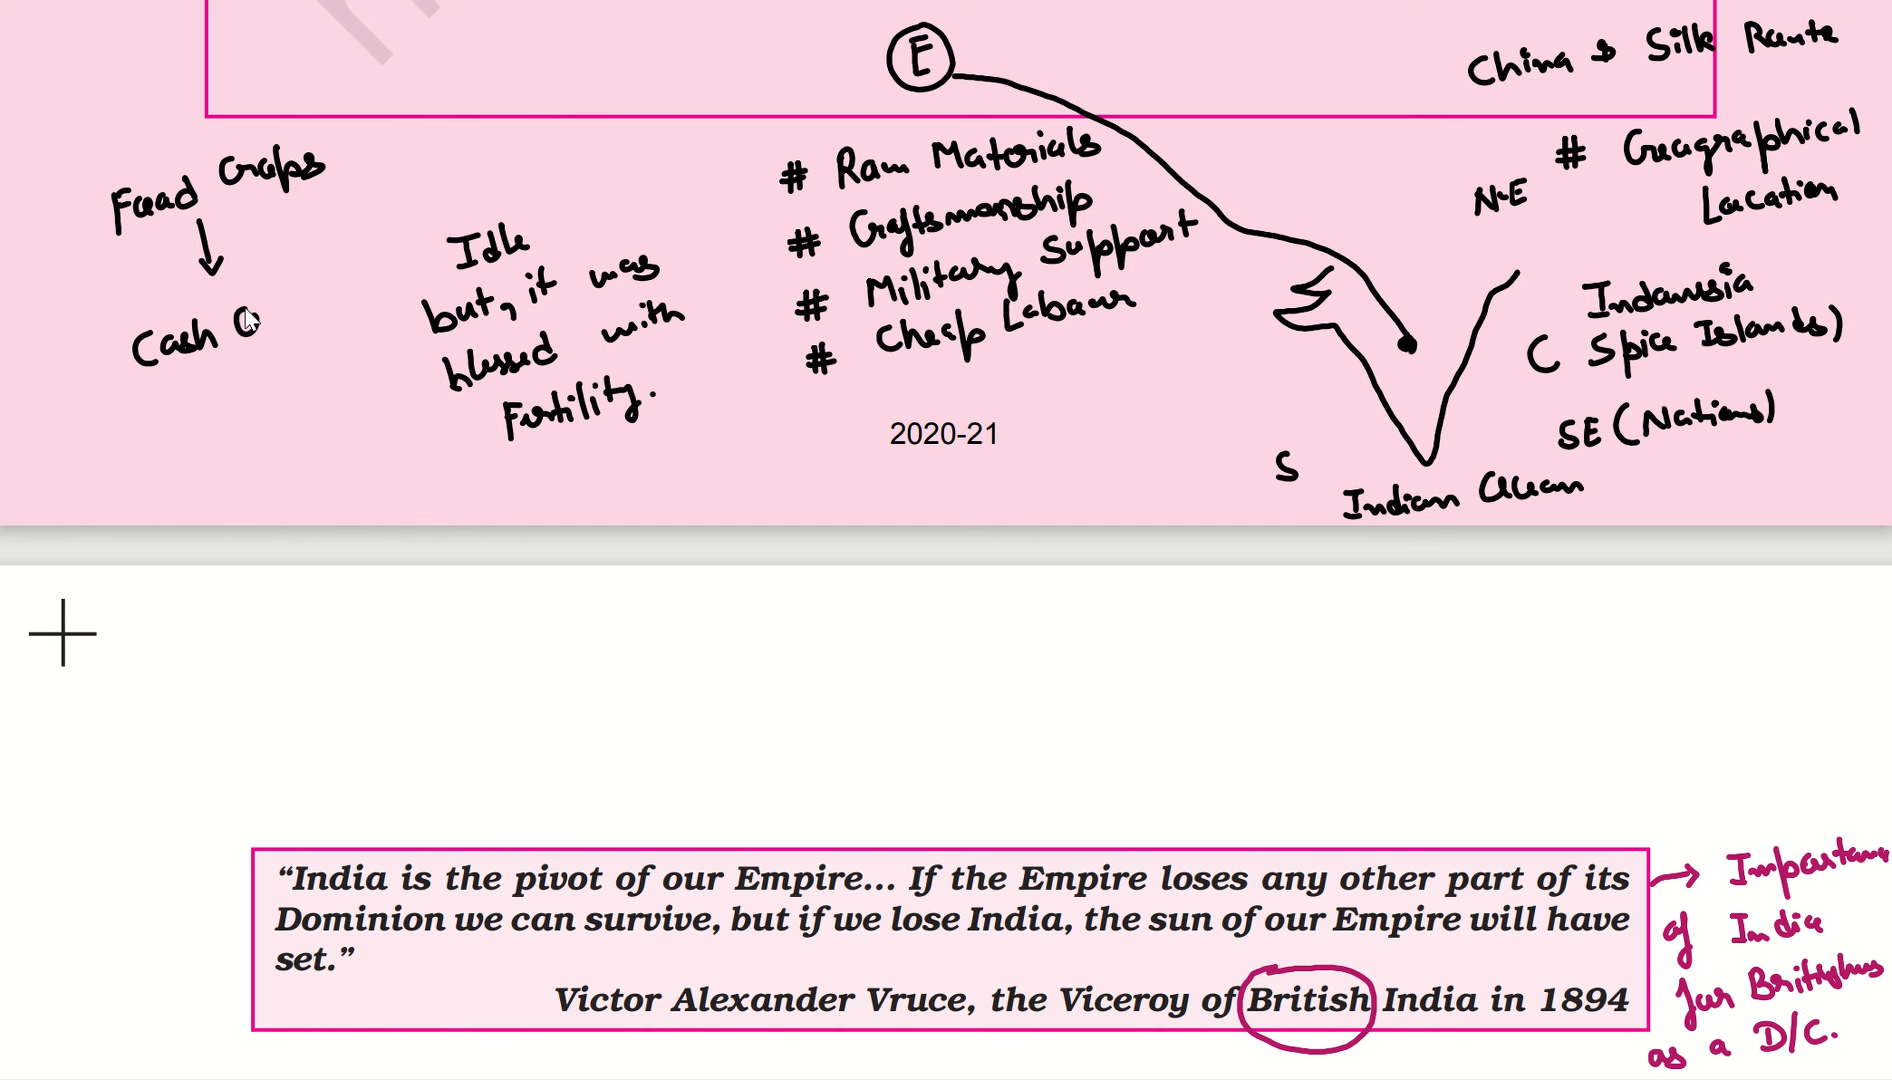 E
China & Silk Route
Food Crops
Cash C
Idle
but, it was
blessed with
Fertility.
# Raw Materials
# Craftsmanship
# Military Support
# Cheap Labour
# Geographical
Location
N-E
Indonesia
( Spice Islands)
SE (Nations)
S
Indian Ocean
2020-21
“India is the pivot of our Empire... If the Empire loses any other part of its
Dominion we can survive, but if we lose India, the sun of our Empire will have
set.”
Victor Alexander Vruce, the Viceroy of British India in 1894
→ Importance
of India
for
as a D/C.